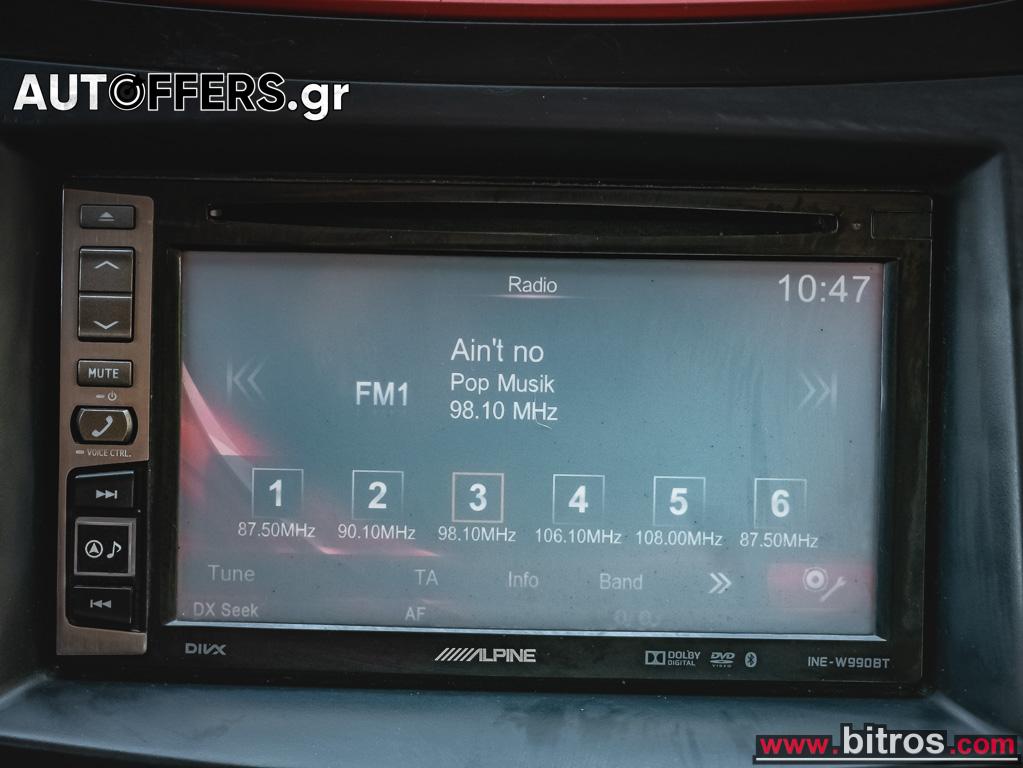 AUTOFFERS.gr
Radio
10:47
Ain't no
FM1
Pop Musik
98.10 MHz
MUTE
VOICE CTRL.
1 2 3 4 5 6
87.50MHz 90.10MHz 98.10MHz 106.10MHz 108.00MHz 87.50MHz
Tune TA Info Band
DX Seek AF
DIVX ALPINE DOLBY DIGITAL DVD VIDEO INE-W990BT
www.bitros.com